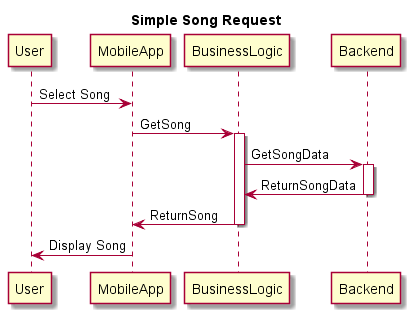 Simple Song Request
User MobileApp BusinessLogic Backend
Select Song
GetSong
GetSongData
ReturnSongData
ReturnSong
Display Song
User MobileApp BusinessLogic Backend